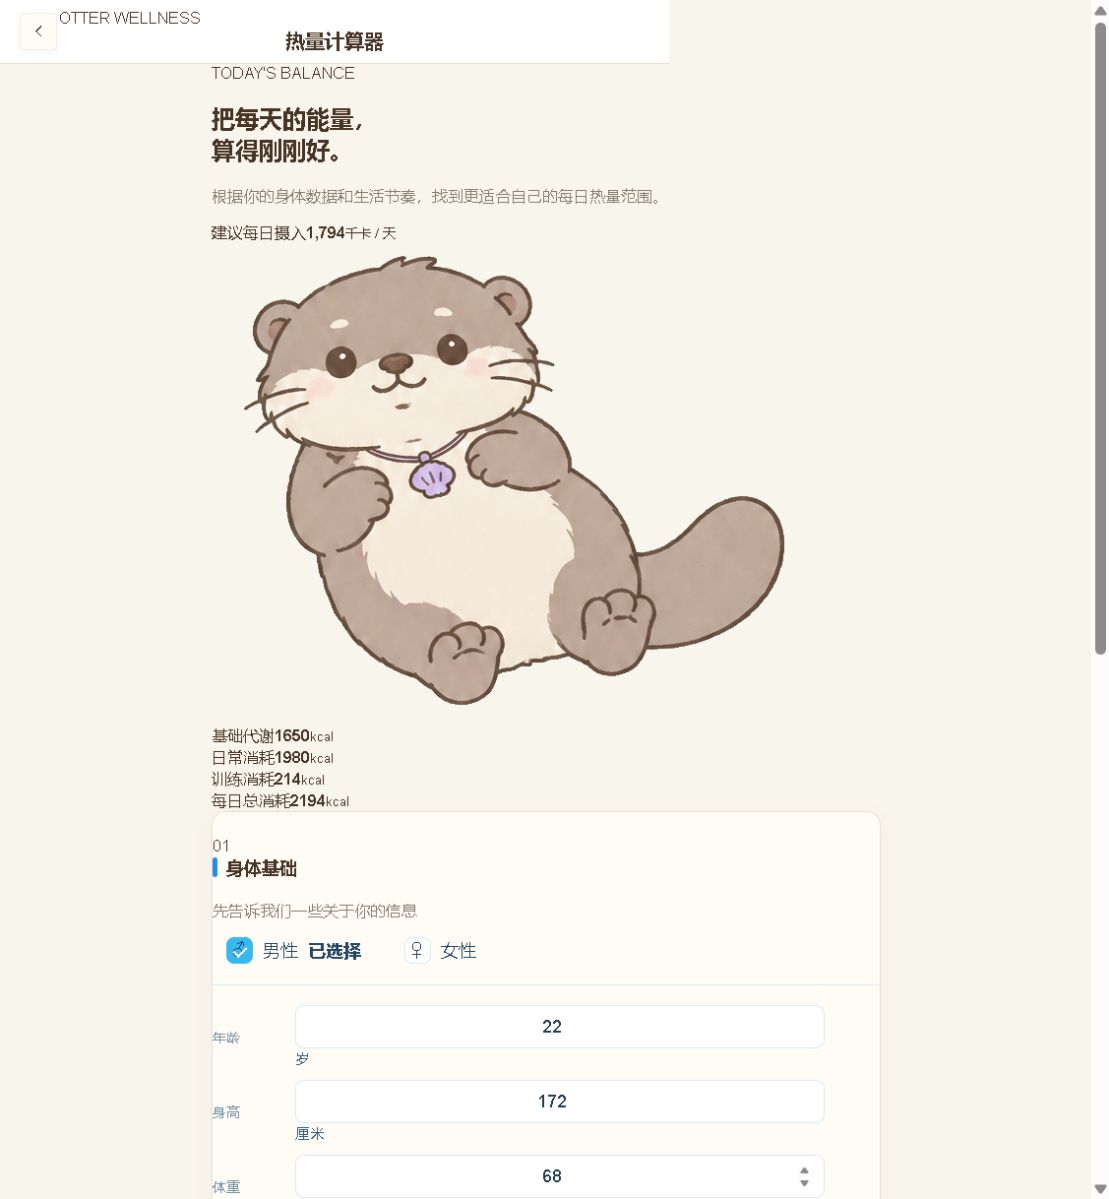 OTTER WELLNESS
热量计算器
TODAY'S BALANCE
把每天的能量，
算得刚刚好。
根据你的身体数据和生活节奏，找到更适合自己的每日热量范围。
建议每日摄入1,794千卡 / 天
基础代谢1650kcal
日常消耗1980kcal
训练消耗214kcal
每日总消耗2194kcal
01
身体基础
先告诉我们一些关于你的信息
♂ 男性 已选择 ♀ 女性
年龄 22
岁
身高 172
厘米
体重 68